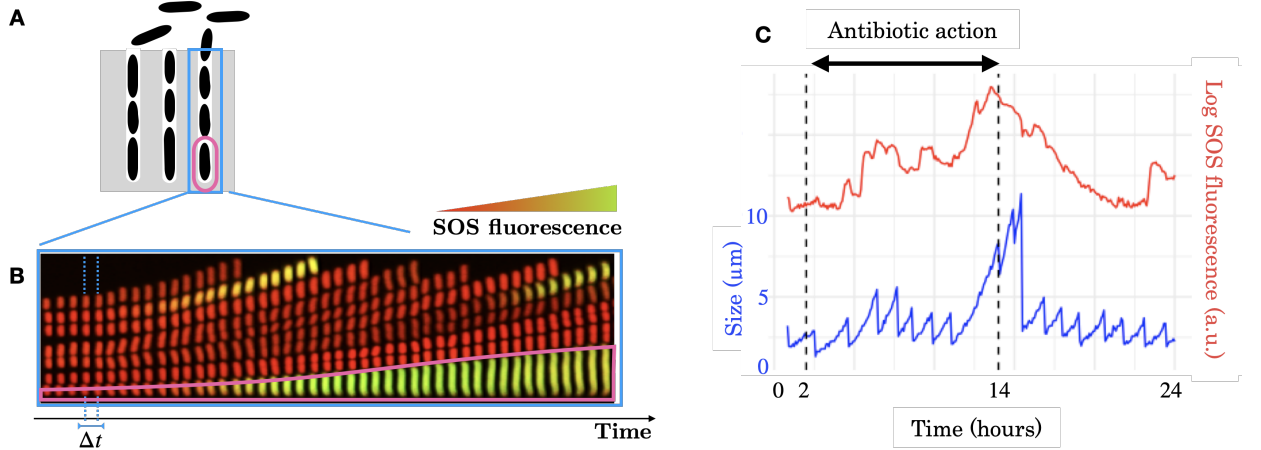 A
SOS fluorescence
B
Δt
Time
C
Antibiotic action
Size (μm)
10
5
0
Log SOS fluorescence (a.u.)
0 2 14 24
Time (hours)